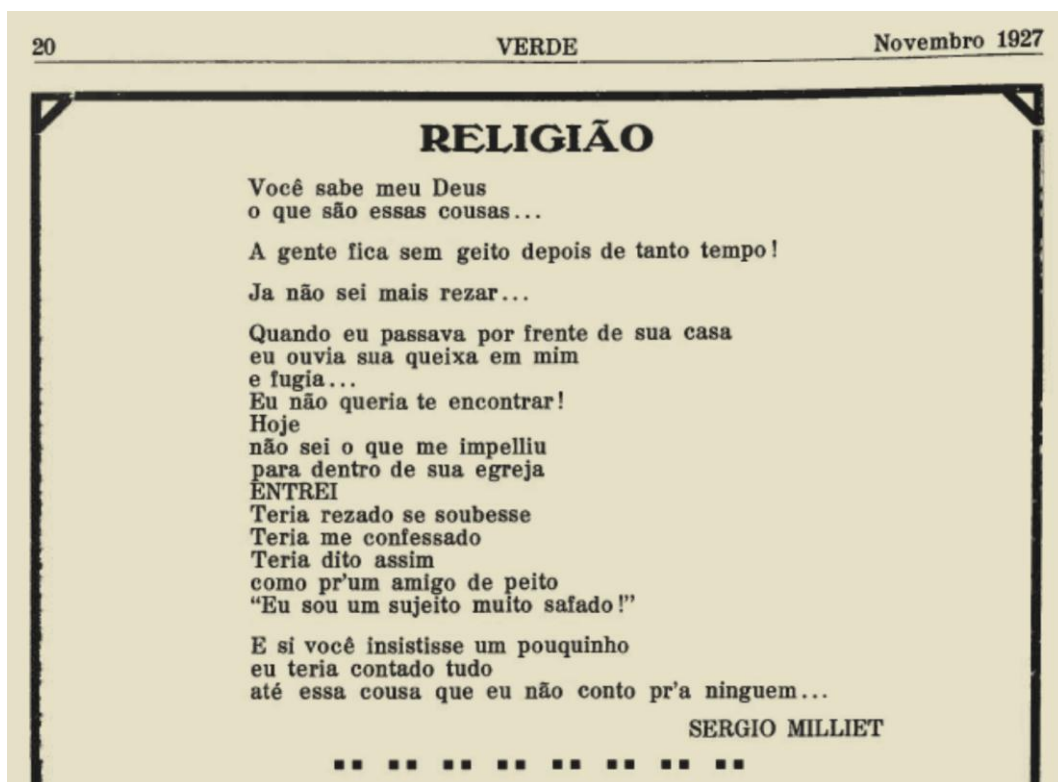 20 VERDE Novembro 1927
RELIGIÃO
Você sabe meu Deus
o que são essas cousas...
A gente fica sem geito depois de tanto tempo!
Ja não sei mais rezar...
Quando eu passava por frente de sua casa
eu ouvia sua queixa em mim
e fugia...
Eu não queria te encontrar!
Hoje
não sei o que me impelliu
para dentro de sua egreja
ENTREI
Teria rezado se soubesse
Teria me confessado
Teria dito assim
como pr'um amigo de peito
“Eu sou um sujeito muito safado!”
E si você insistisse um pouquinho
eu teria contado tudo
até essa cousa que eu não conto pr'a ninguem...
SERGIO MILLIET